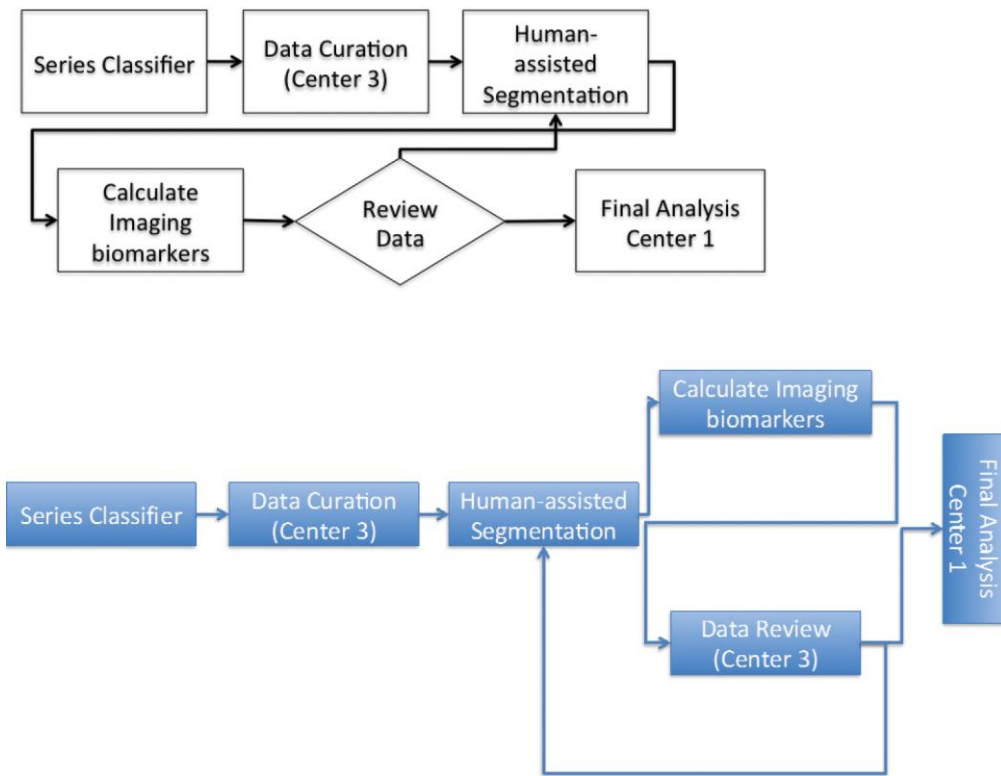 Series Classifier
Data Curation
(Center 3)
Human-
assisted
Segmentation
Calculate
Imaging
biomarkers
Review
Data
Final Analysis
Center 1
Series Classifier
Data Curation
(Center 3)
Human-assisted
Segmentation
Calculate Imaging
biomarkers
Data Review
(Center 3)
Final Analysis
Center 1